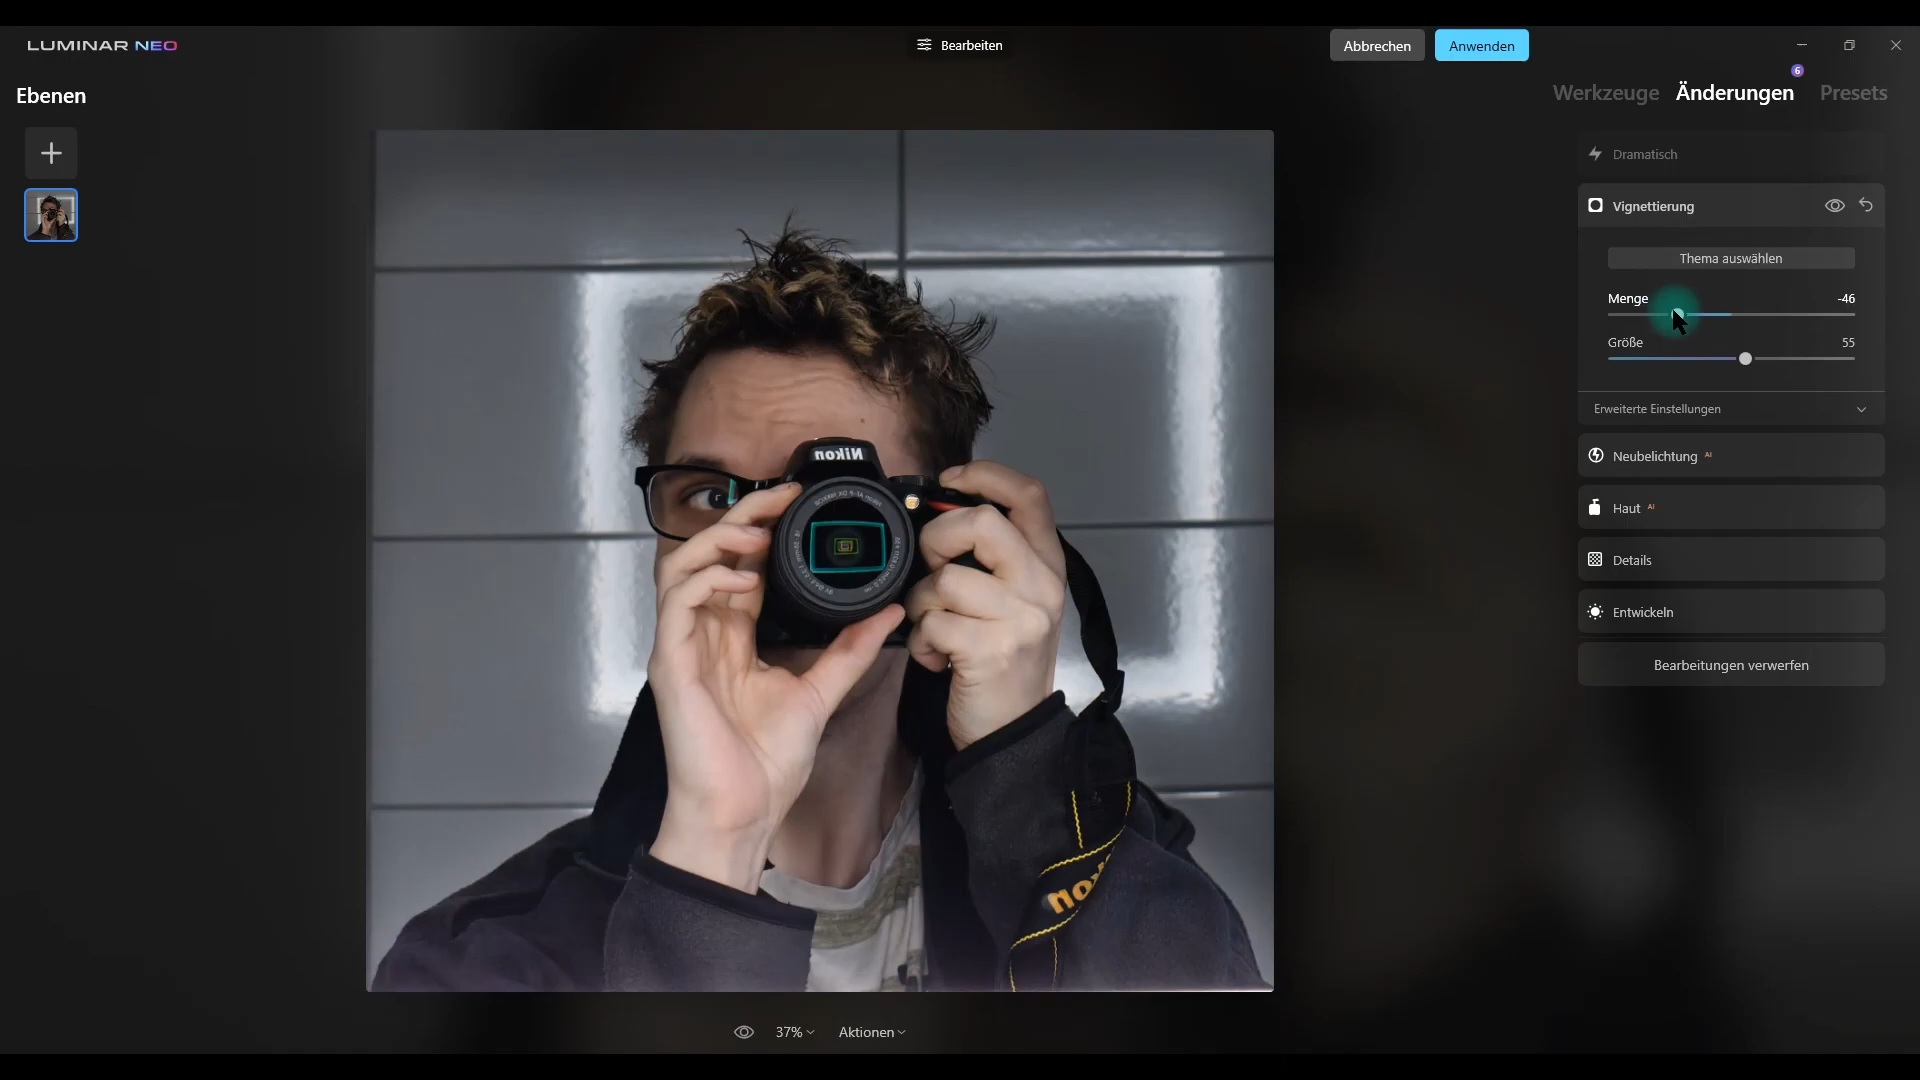 LUMINAR NEO
Bearbeiten
Abbrechen
Anwenden
Ebenen
6
Werkzeuge
Änderungen
Presets
Dramatisch
Vignettierung
Thema auswählen
Menge -46
Größe 55
Erweiterte Einstellungen
Neubelichtung AI
Haut AI
Details
Entwickeln
Bearbeitungen verwerfen
Nikon
37%
Aktionen